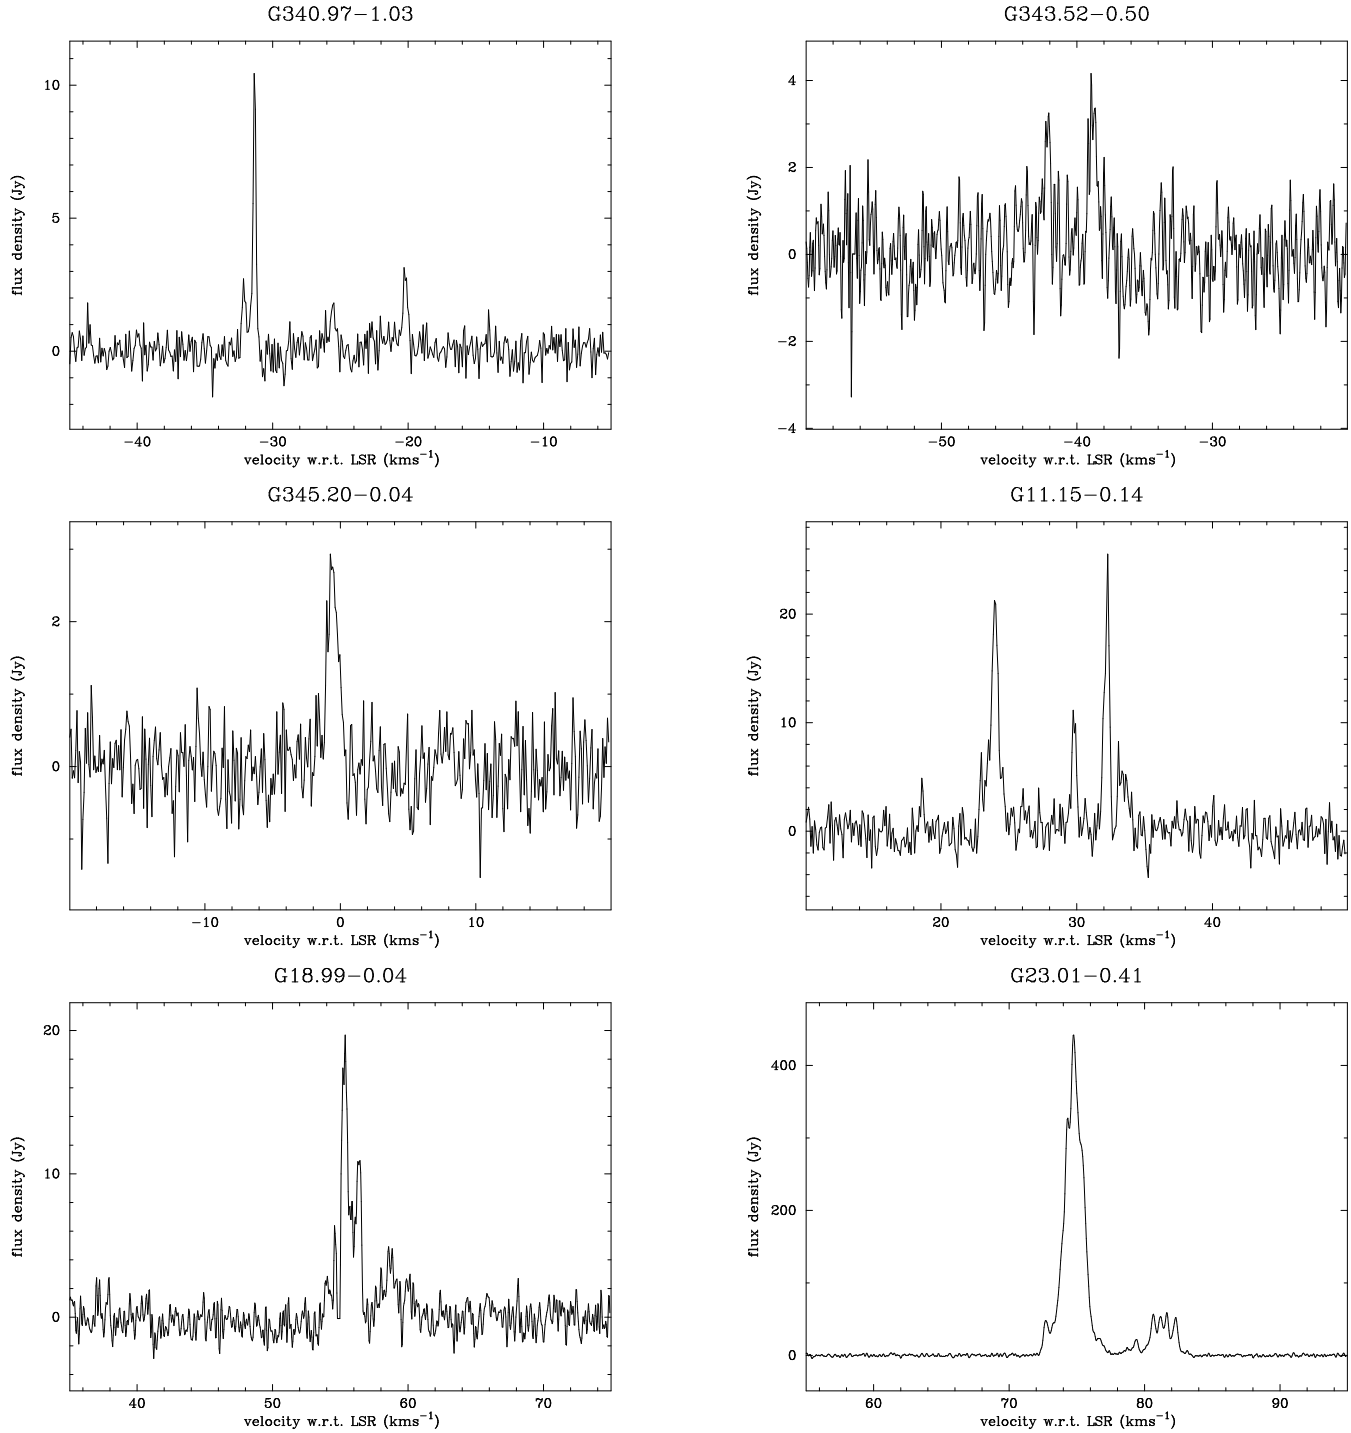 G340.97−1.03
G343.52−0.50
flux density (Jy)
10
5
0
−40 −30 −20 −10
velocity w.r.t. LSR (kms⁻¹)
flux density (Jy)
4
2
0
−2
−4
−50 −40 −30
velocity w.r.t. LSR (kms⁻¹)
G345.20−0.04
G11.15−0.14
flux density (Jy)
2
0
−10 0 10
velocity w.r.t. LSR (kms⁻¹)
flux density (Jy)
20
10
0
20 30 40
velocity w.r.t. LSR (kms⁻¹)
G18.99−0.04
G23.01−0.41
flux density (Jy)
20
10
0
40 50 60 70
velocity w.r.t. LSR (kms⁻¹)
flux density (Jy)
400
200
0
60 70 80 90
velocity w.r.t. LSR (kms⁻¹)